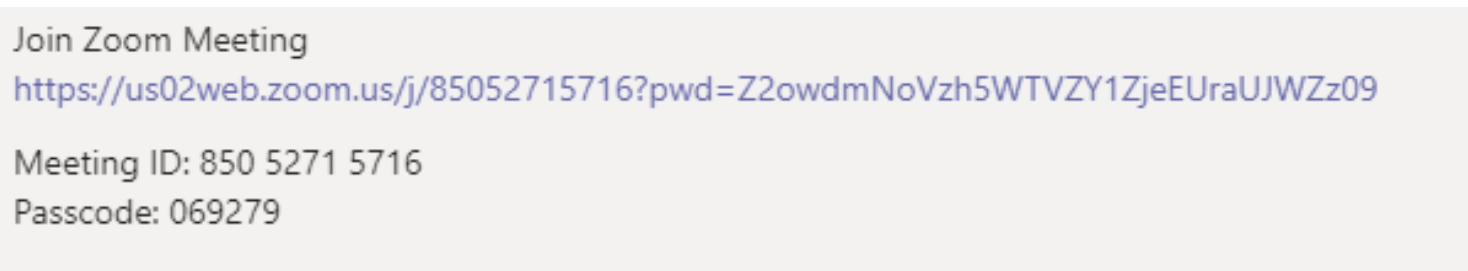 Join Zoom Meeting
https://us02web.zoom.us/j/85052715716?pwd=Z2owdmNoVzh5WTVZY1ZjeEUraUJWZz09
Meeting ID: 850 5271 5716
Passcode: 069279